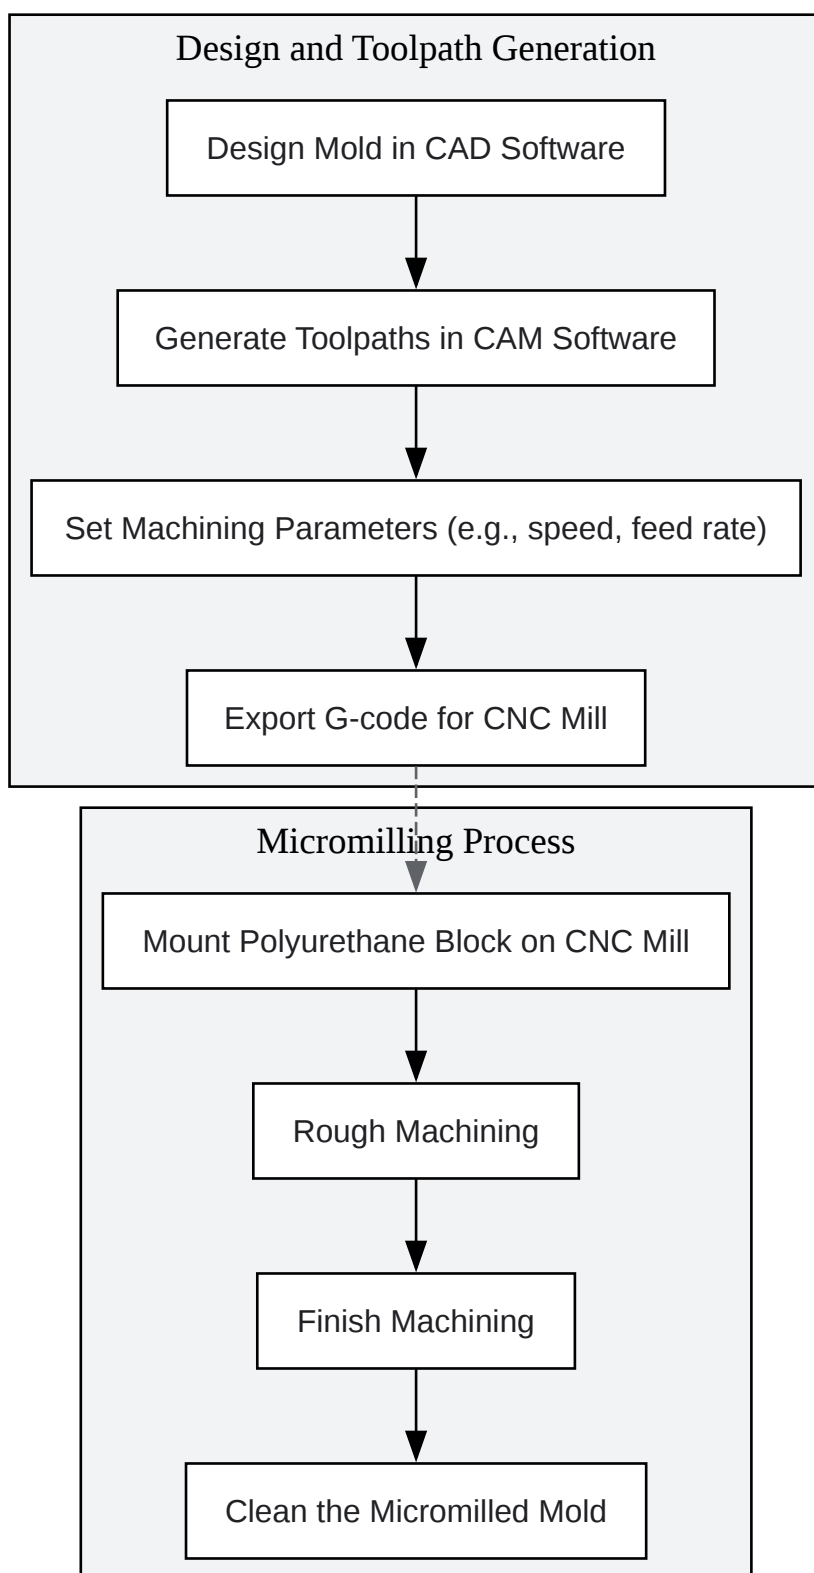 Design and Toolpath Generation
Design Mold in CAD Software
Generate Toolpaths in CAM Software
Set Machining Parameters (e.g., speed, feed rate)
Export G-code for CNC Mill
Micromilling Process
Mount Polyurethane Block on CNC Mill
Rough Machining
Finish Machining
Clean the Micromilled Mold